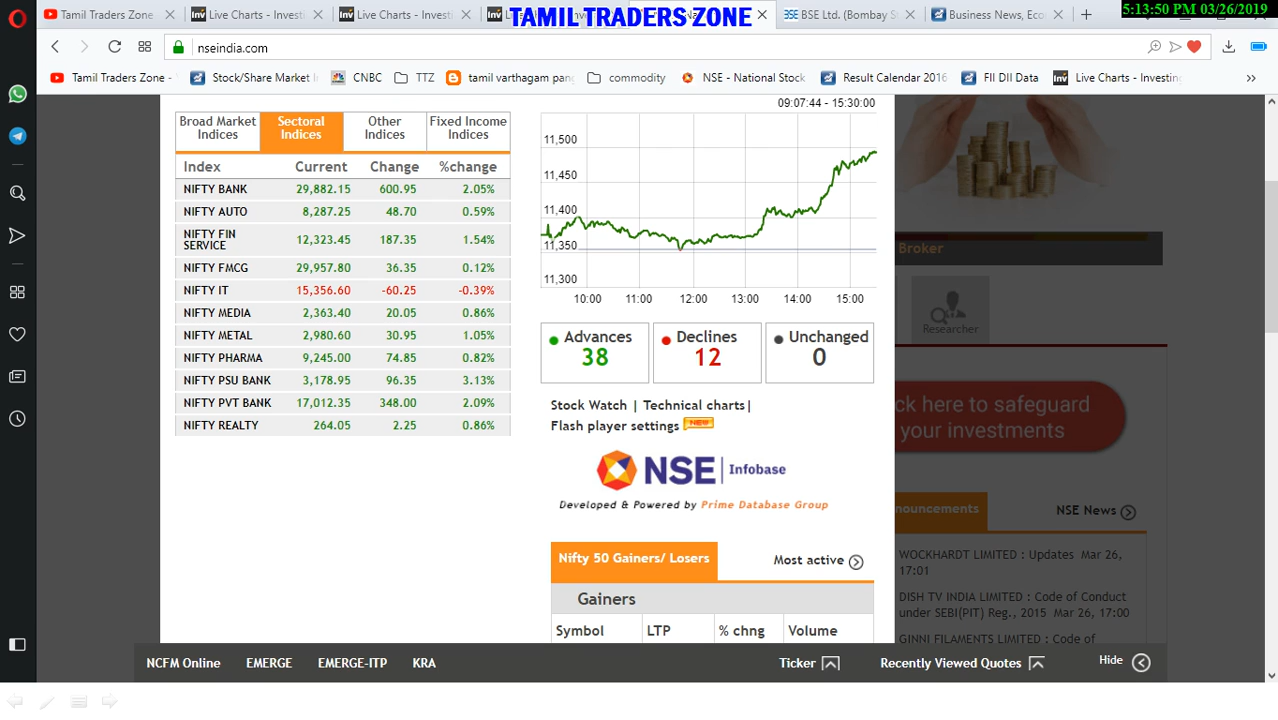 5:13:50 PM 03/26/2019
TAMIL TRADERS ZONE
Tamil Traders Zone
Live Charts - Investi
Live Charts - Investi
BSE Ltd. (Bombay S
Business News, Eco
nseindia.com
Tamil Traders Zone -
Stock/Share Market I
CNBC
TTZ
tamil varthagam pang
commodity
NSE - National Stock
Result Calendar 2016
FII DII Data
Live Charts - Investing
09:07:44 - 15:30:00
Broad Market Indices
Sectoral Indices
Other Indices
Fixed Income Indices
Index Current Change %change
NIFTY BANK 29,882.15 600.95 2.05%
NIFTY AUTO 8,287.25 48.70 0.59%
NIFTY FIN SERVICE 12,323.45 187.35 1.54%
NIFTY FMCG 29,957.80 36.35 0.12%
NIFTY IT 15,356.60 -60.25 -0.39%
NIFTY MEDIA 2,363.40 20.05 0.86%
NIFTY METAL 2,980.60 30.95 1.05%
NIFTY PHARMA 9,245.00 74.85 0.82%
NIFTY PSU BANK 3,178.95 96.35 3.13%
NIFTY PVT BANK 17,012.35 348.00 2.09%
NIFTY REALTY 264.05 2.25 0.86%
11,500
11,450
11,400
11,350
11,300
10:00 11:00 12:00 13:00 14:00 15:00
Advances 38
Declines 12
Unchanged 0
Stock Watch | Technical charts|
Flash player settings NEW
NSE Infobase
Developed & Powered by Prime Database Group
Nifty 50 Gainers/ Losers
Most active
Gainers
Symbol LTP % chng Volume
Broker
Researcher
ck here to safeguard
your investments
nouncements
NSE News
WOCKHARDT LIMITED : Updates Mar 26,
17:01
DISH TV INDIA LIMITED : Code of Conduct
under SEBI(PIT) Reg., 2015 Mar 26, 17:00
GINNI FILAMENTS LIMITED : Code of
NCFM Online EMERGE EMERGE-ITP KRA
Ticker Recently Viewed Quotes Hide